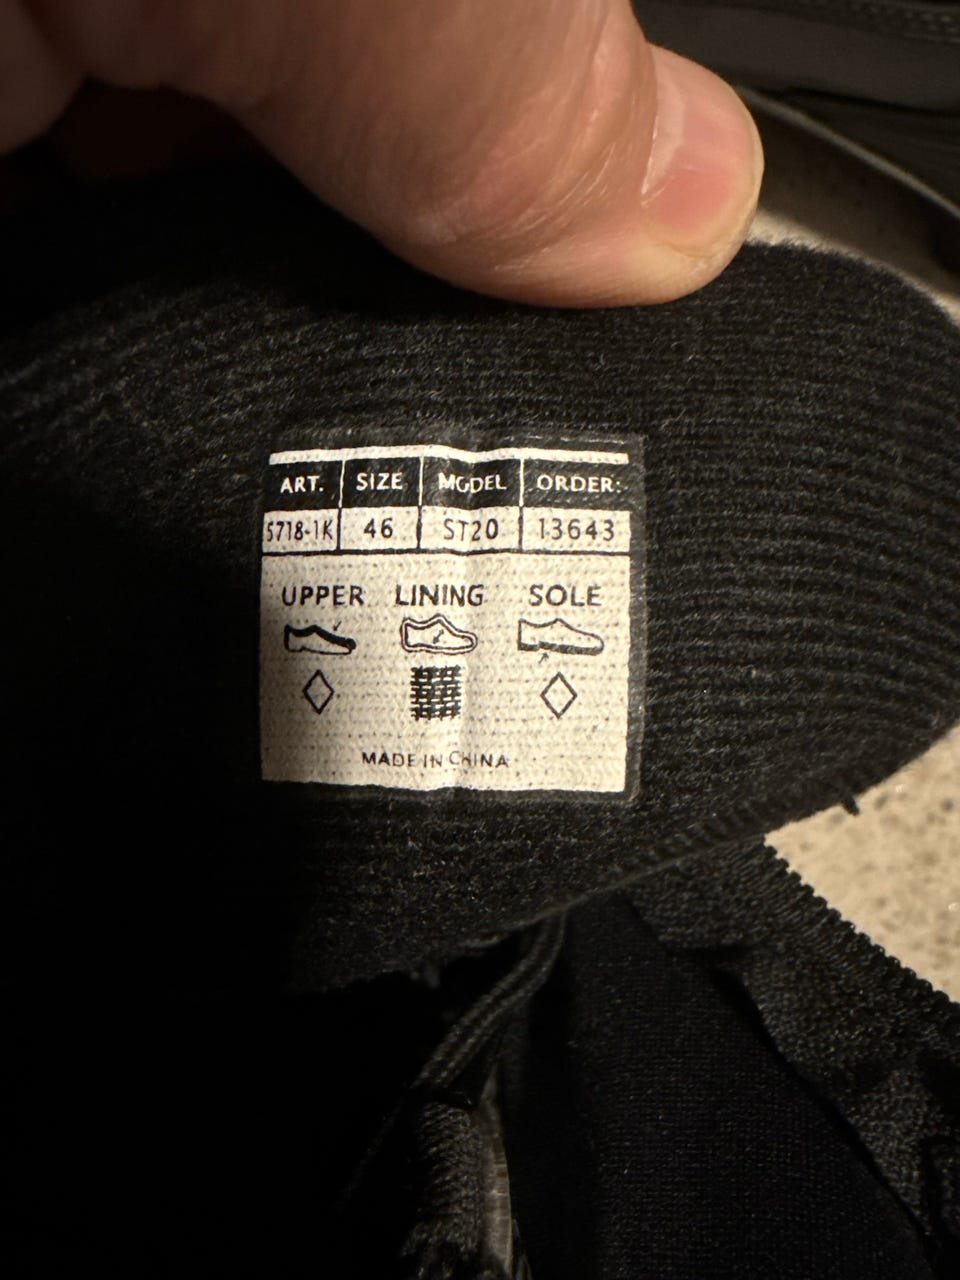 ART. SIZE MODEL ORDER:
5718-1K 46 ST20 13643
UPPER LINING SOLE
MADE IN CHINA